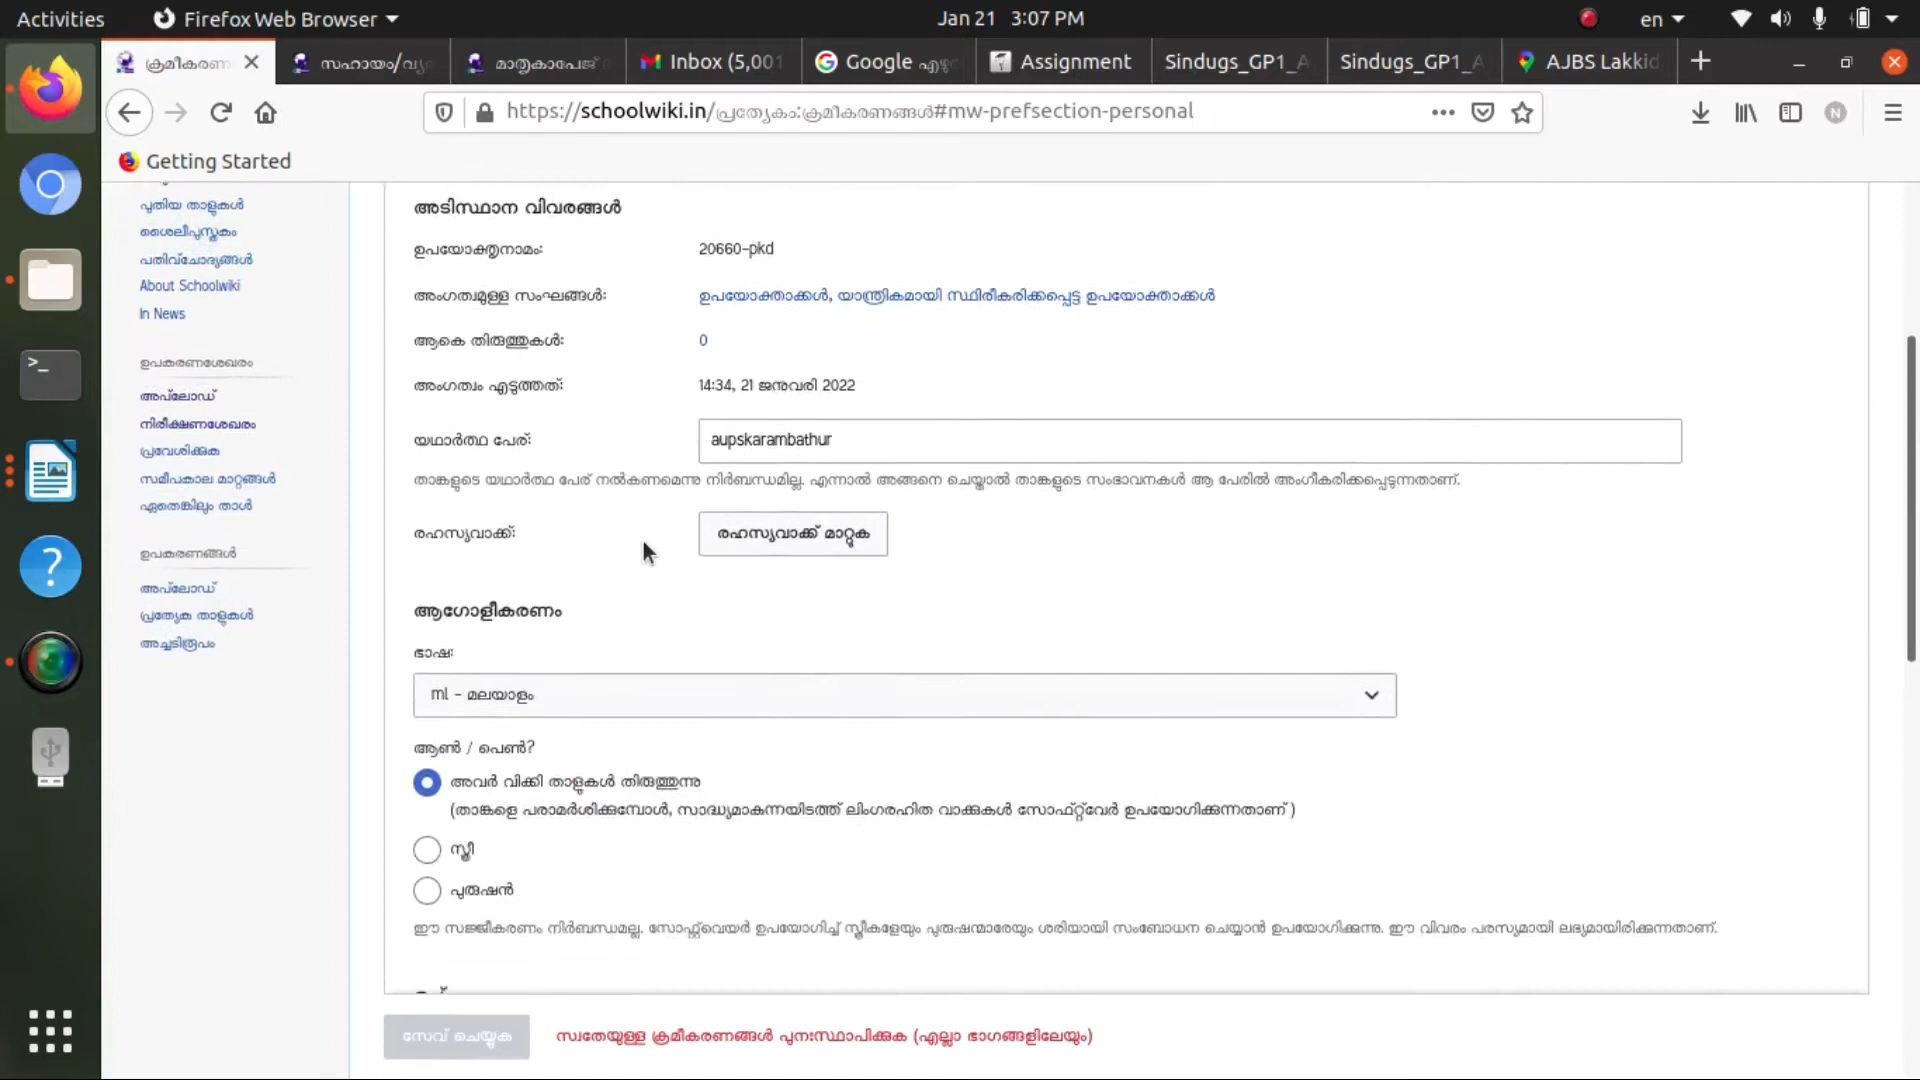 Activities
Firefox Web Browser
Jan 21 3:07 PM
en
ക്രമീകരണ
സഹായം/വ്യ
മാതൃകാപേജ്
Inbox (5,001
Google എഴു
Assignment
Sindugs_GP1_A
Sindugs_GP1_A
AJBS Lakkid
https://schoolwiki.in/പ്രത്യേകം:ക്രമീകരണങ്ങൾ#mw-prefsection-personal
N
Getting Started
പുതിയ താളുകൾ
ശൈലീപുസ്തകം
പതിവ്ചോദ്യങ്ങൾ
About Schoolwiki
In News
ഉപകരണശേഖരം
അപ്‌ലോഡ്
നിരീക്ഷണശേഖരം
പ്രവേശിക്കുക
സമീപകാല മാറ്റങ്ങൾ
ഏതെങ്കിലും താൾ
ഉപകരണങ്ങൾ
അപ്‌ലോഡ്
പ്രത്യേക താളുകൾ
അച്ചടിരൂപം
അടിസ്ഥാന വിവരങ്ങൾ
ഉപയോക്തൃനാമം: 20660-pkd
അംഗത്വമുള്ള സംഘങ്ങൾ: ഉപയോക്താക്കൾ, യാന്ത്രികമായി സ്ഥിരീകരിക്കപ്പെട്ട ഉപയോക്താക്കൾ
ആകെ തിരുത്തുകൾ: 0
അംഗത്വം എടുത്തത്: 14:34, 21 ജനുവരി 2022
യഥാർത്ഥ പേര്: aupskarambathur
താങ്കളുടെ യഥാർത്ഥ പേര് നൽകണമെന്നു നിർബന്ധമില്ല. എന്നാൽ അങ്ങനെ ചെയ്താൽ താങ്കളുടെ സംഭാവനകൾ ആ പേരിൽ അംഗീകരിക്കപ്പെടുന്നതാണ്.
രഹസ്യവാക്ക്: രഹസ്യവാക്ക് മാറ്റുക
ആഗോളീകരണം
ഭാഷ:
ml - മലയാളം
ആൺ / പെൺ?
അവർ വിക്കി താളുകൾ തിരുത്തുന്നു
(താങ്കളെ പരാമർശിക്കുമ്പോൾ, സാദ്ധ്യമാകുന്നയിടത്ത് ലിംഗരഹിത വാക്കുകൾ സോഫ്റ്റ്‌വേർ ഉപയോഗിക്കുന്നതാണ്)
സ്ത്രീ
പുരുഷൻ
ഈ സജ്ജീകരണം നിർബന്ധമല്ല. സോഫ്റ്റ്‌വെയർ ഉപയോഗിച്ച് സ്ത്രീകളേയും പുരുഷന്മാരേയും ശരിയായി സംബോധന ചെയ്യാൻ ഉപയോഗിക്കുന്നു. ഈ വിവരം പരസ്യമായി ലഭ്യമായിരിക്കുന്നതാണ്.
സേവ് ചെയ്യുക
സ്വതേയുള്ള ക്രമീകരണങ്ങൾ പുനഃസ്ഥാപിക്കുക (എല്ലാ ഭാഗങ്ങളിലേയും)